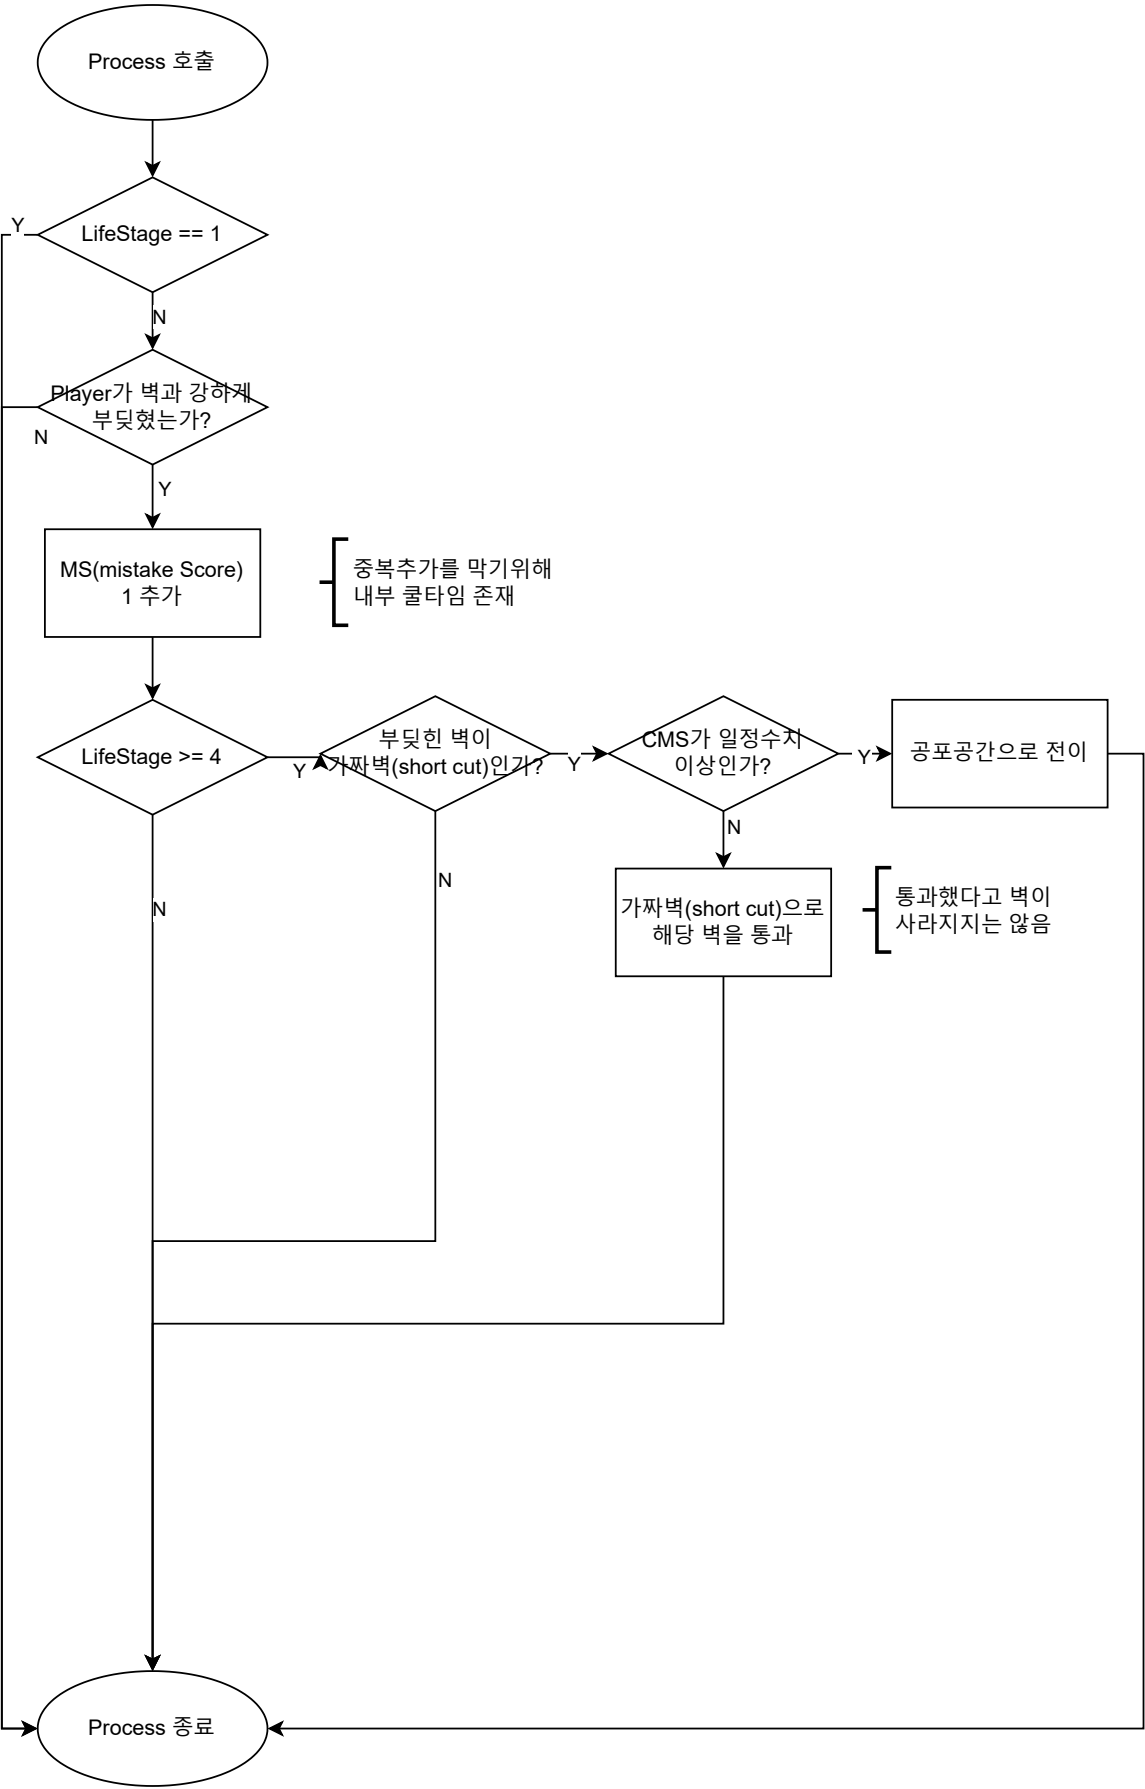 Process 호출
LifeStage == 1
Y
N
Player가 벽과 강하게
부딪혔는가?
N
Y
MS(mistake Score)
1 추가
중복추가를 막기위해
내부 쿨타임 존재
LifeStage >= 4
Y
부딪힌 벽이
가짜벽(short cut)인가?
Y
CMS가 일정수치
이상인가?
Y
공포공간으로 전이
N
N
N
가짜벽(short cut)으로
해당 벽을 통과
통과했다고 벽이
사라지지는 않음
Process 종료